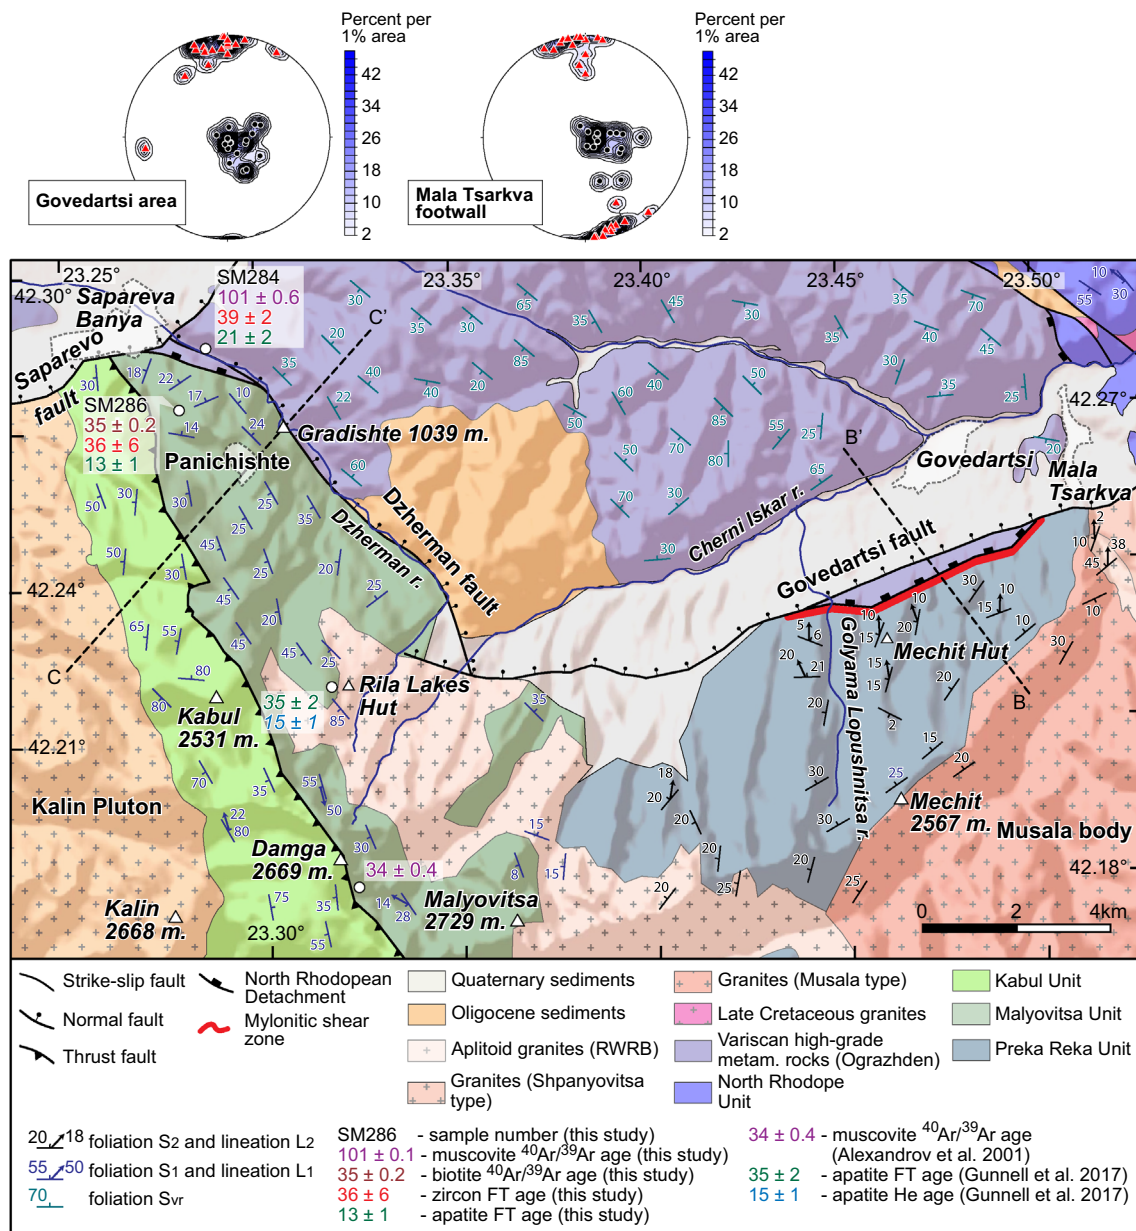 Percent per
1% area
42
34
26
18
10
2
Govedartsi area
Percent per
1% area
42
34
26
18
10
2
Mala Tsarkva
footwall
23.25°
23.35°
23.40°
23.45°
23.50°
42.30°
42.27°
42.24°
42.21°
42.18°
23.30°
SM284
101 ± 0.6
39 ± 2
21 ± 2
Sapareva
Banya
Saparevo
fault
SM286
35 ± 0.2
36 ± 6
13 ± 1
Panichishte
Gradishte 1039 m.
C'
C
B'
B
Dzherman r.
Dzherman fault
Cherni Iskar r.
Govedartsi
Mala
Tsarkva
Govedartsi fault
Golyama Lopushnitsa r.
Mechit Hut
Rila Lakes
Hut
35 ± 2
15 ± 1
Kabul
2531 m.
Kalin Pluton
Damga
2669 m.
34 ± 0.4
Malyovitsa
2729 m.
Kalin
2668 m.
Mechit
2567 m.
Musala body
0 2 4km
Strike-slip fault
Normal fault
Thrust fault
North Rhodopean
Detachment
Mylonitic shear
zone
Quaternary sediments
Oligocene sediments
Aplitoid granites (RWRB)
Granites (Shpanyovitsa
type)
Granites (Musala type)
Late Cretaceous granites
Variscan high-grade
metam. rocks (Ograzhden)
North Rhodope
Unit
Kabul Unit
Malyovitsa Unit
Preka Reka Unit
20 18 foliation S2 and lineation L2
55 50 foliation S1 and lineation L1
70 foliation Svr
SM286 - sample number (this study)
101 ± 0.1 - muscovite 40Ar/39Ar age (this study)
35 ± 0.2 - biotite 40Ar/39Ar age (this study)
36 ± 6 - zircon FT age (this study)
13 ± 1 - apatite FT age (this study)
34 ± 0.4 - muscovite 40Ar/39Ar age
(Alexandrov et al. 2001)
35 ± 2 - apatite FT age (Gunnell et al. 2017)
15 ± 1 - apatite He age (Gunnell et al. 2017)